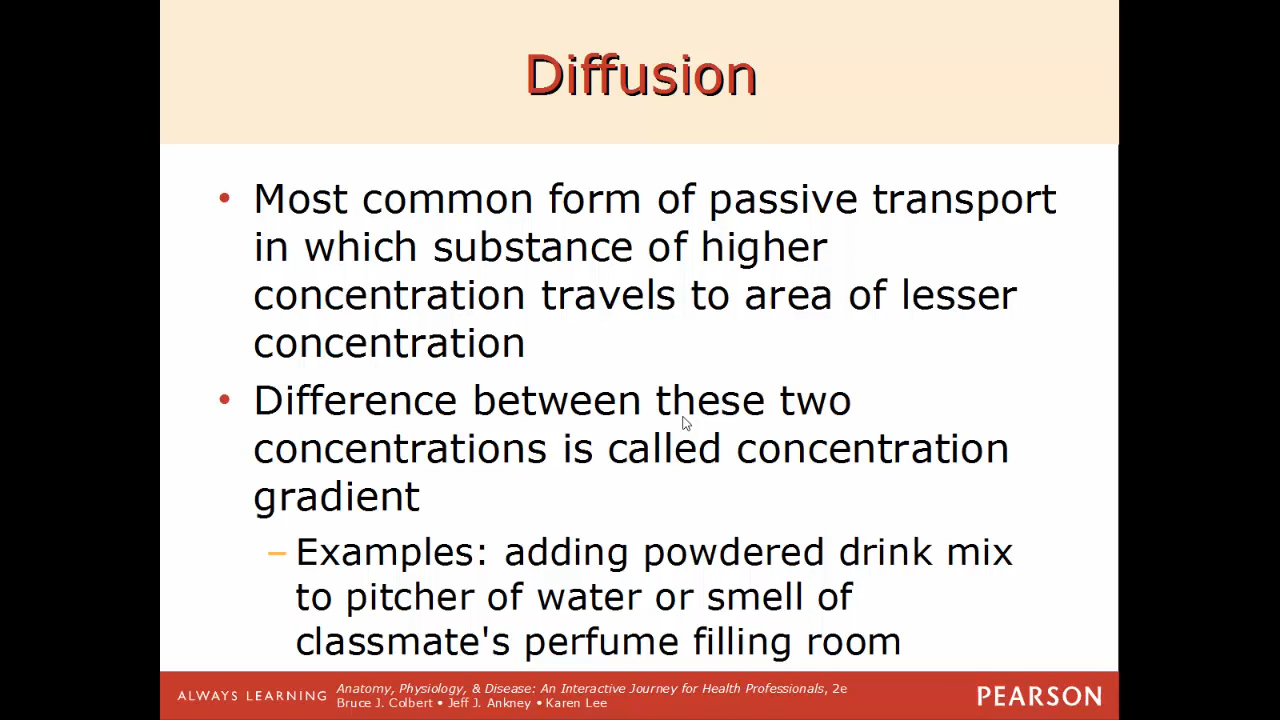 Diffusion
• Most common form of passive transport
in which substance of higher
concentration travels to area of lesser
concentration
• Difference between these two
concentrations is called concentration
gradient
– Examples: adding powdered drink mix
to pitcher of water or smell of
classmate's perfume filling room
ALWAYS LEARNING
Anatomy, Physiology, & Disease: An Interactive Journey for Health Professionals, 2e
Bruce J. Colbert • Jeff J. Ankney • Karen Lee
PEARSON